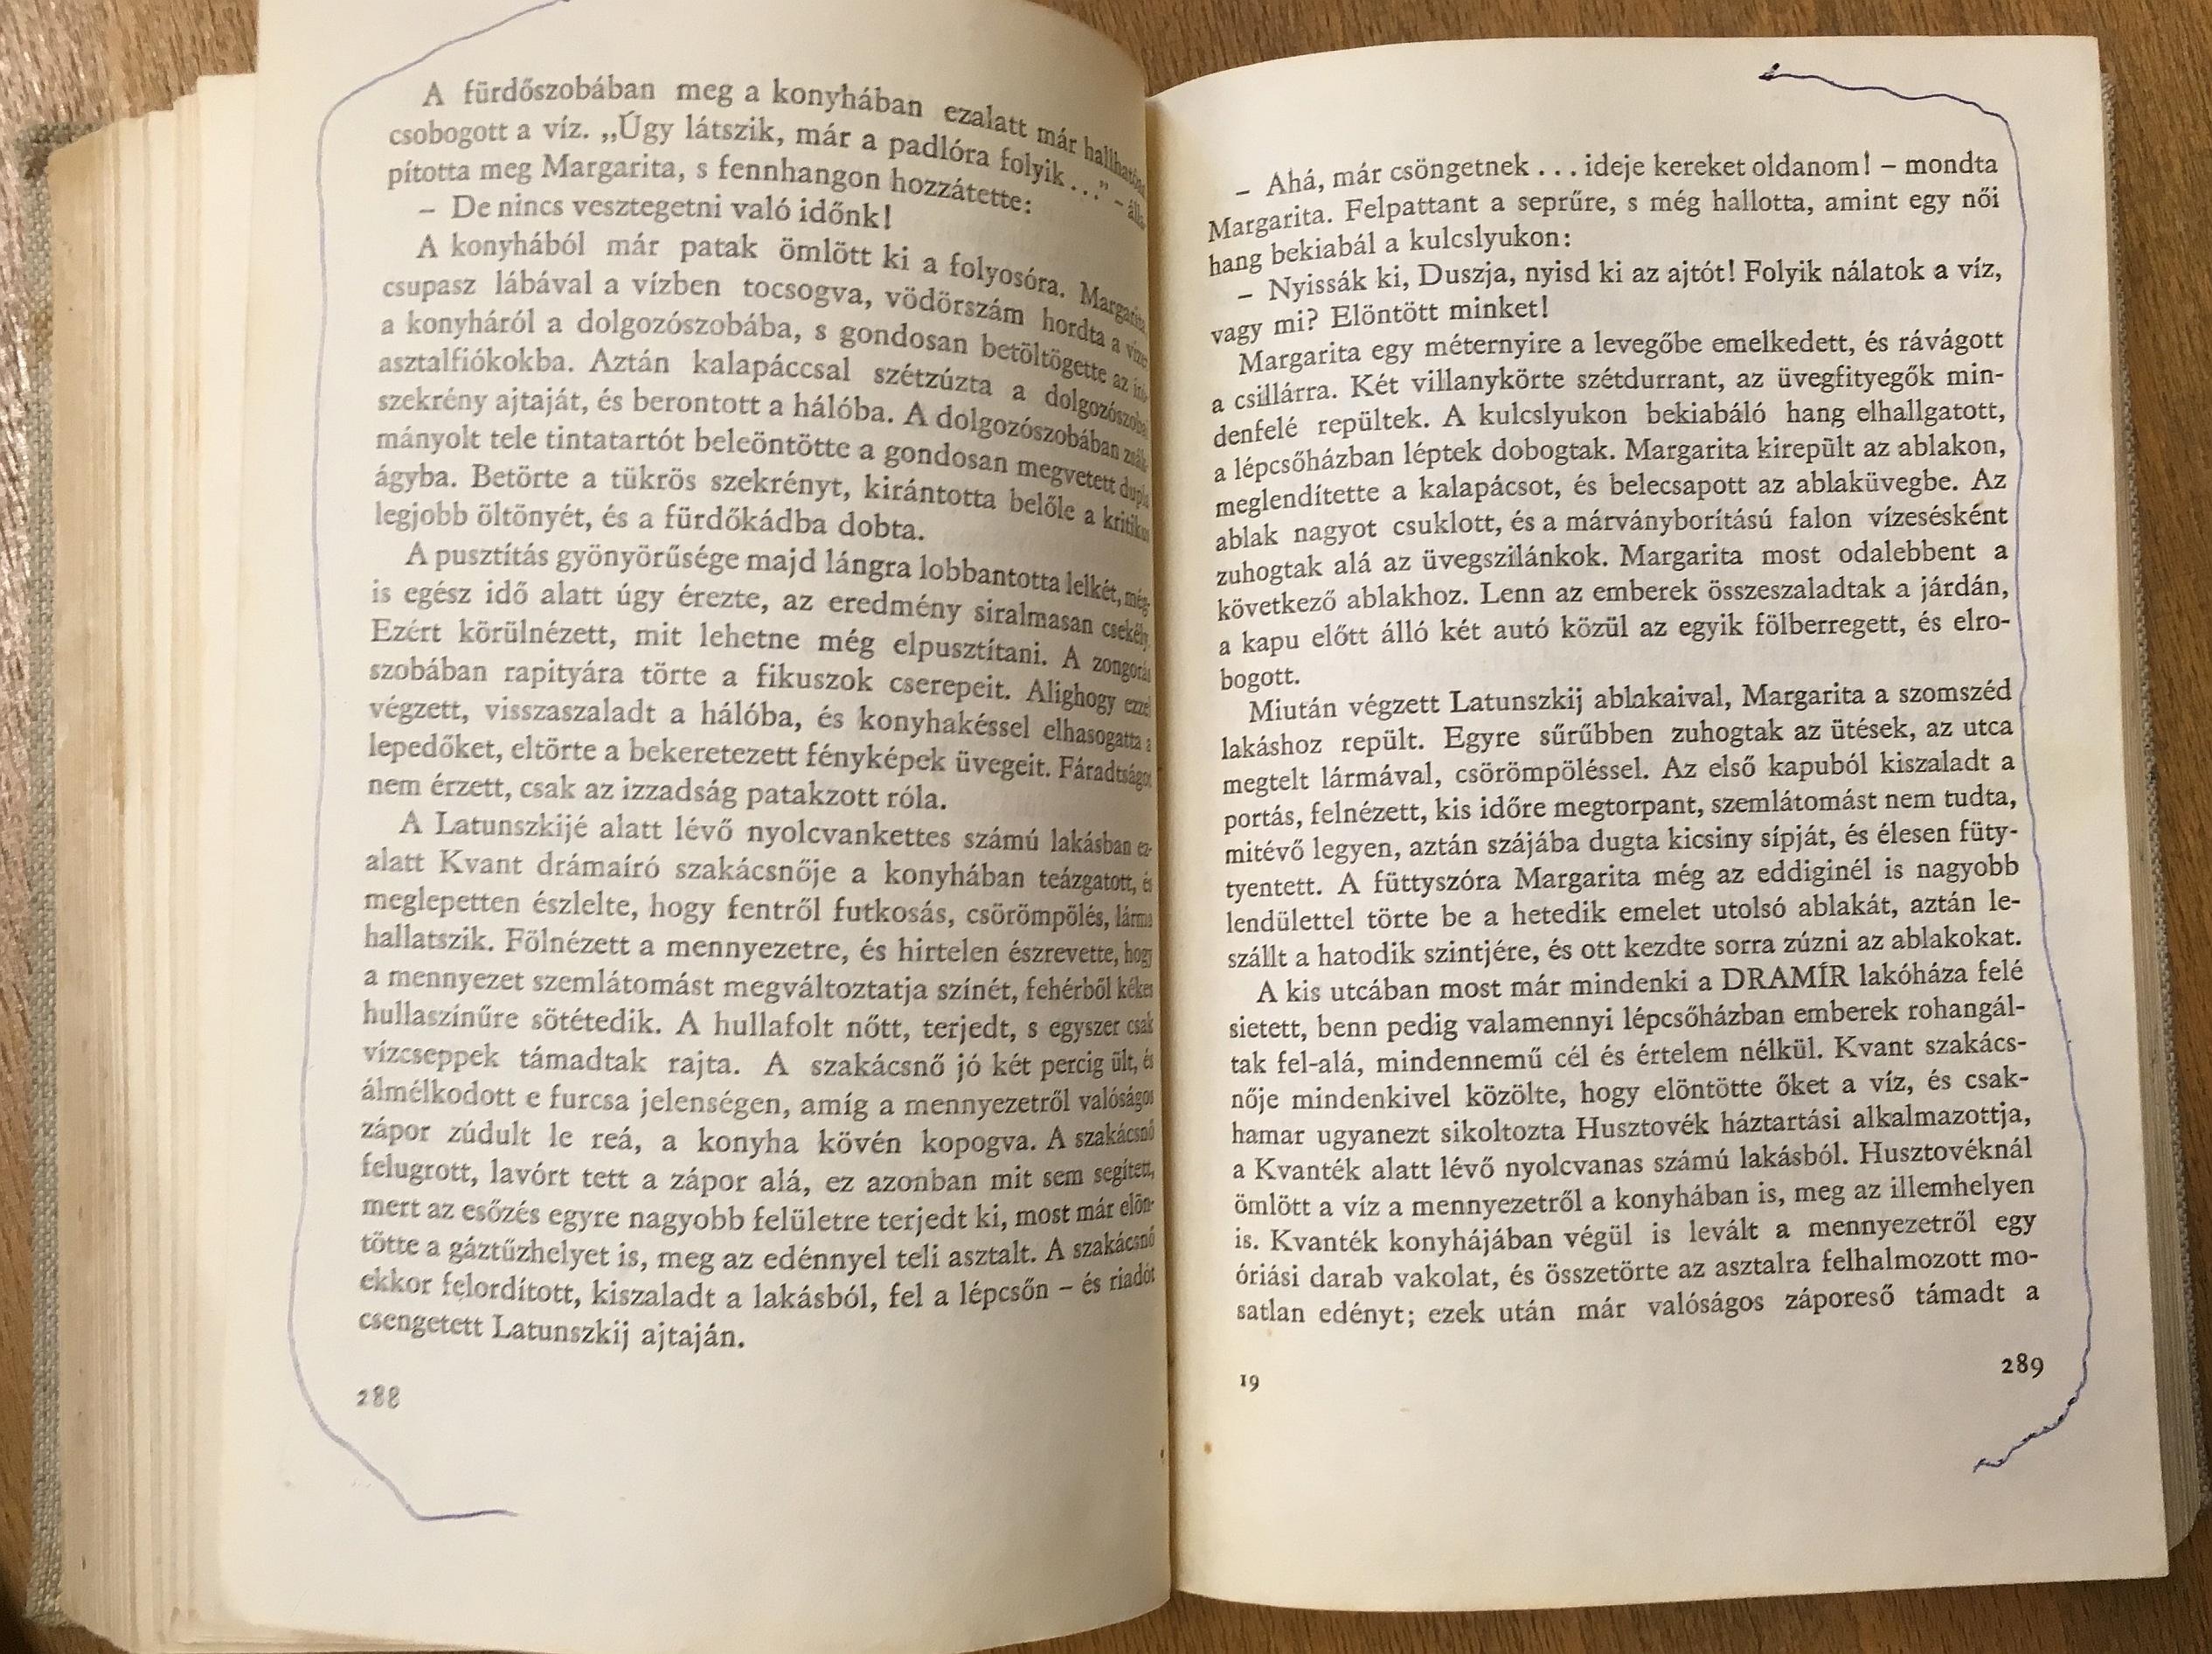 A fürdőszobában meg a konyhában ezalatt már hallhatóan
csobogott a víz. „Úgy látszik, már a padlóra folyik . . .” – álla-
pította meg Margarita, s fennhangon hozzátette:
– De nincs vesztegetni való időnk!
A konyhából már patak ömlött ki a folyosóra. Margarita
csupasz lábával a vízben tocsogva, vödörszám hordta a vizet
a konyháról a dolgozószobába, s gondosan betöltögette az író-
asztalfiókokba. Aztán kalapáccsal szétzúzta a dolgozószoba
szekrény ajtaját, és berontott a hálóba. A dolgozószobában zsák-
mányolt tele tintatartót beleöntötte a gondosan megvetett dupla
ágyba. Betörte a tükrös szekrényt, kirántotta belőle a kritikus
legjobb öltönyét, és a fürdőkádba dobta.
A pusztítás gyönyörűsége majd lángra lobbantotta lelkét, még-
is egész idő alatt úgy érezte, az eredmény siralmasan csekély.
Ezért körülnézett, mit lehetne még elpusztítani. A zongorás
szobában rapityára törte a fikuszok cserepeit. Alighogy ezzel
végzett, visszaszaladt a hálóba, és konyhakéssel elhasogatta a
lepedőket, eltörte a bekeretezett fényképek üvegeit. Fáradtságot
nem érzett, csak az izzadság patakzott róla.
A Latunszkijé alatt lévő nyolcvankettes számú lakásban ez-
alatt Kvant drámaíró szakácsnője a konyhában teázgatott, és
meglepetten észlelte, hogy fentről futkosás, csörömpölés, lárma
hallatszik. Fölnézett a mennyezetre, és hirtelen észrevette, hogy
a mennyezet szemlátomást megváltoztatja színét, fehérből kékes
hullaszínűre sötétedik. A hullafolt nőtt, terjedt, s egyszer csak
vízcseppek támadtak rajta. A szakácsnő jó két percig ült, és
álmélkodott e furcsa jelenségen, amíg a mennyezetről valóságos
zápor zúdult le reá, a konyha kövén kopogva. A szakácsnő
felugrott, lavórt tett a zápor alá, ez azonban mit sem segített,
mert az esőzés egyre nagyobb felületre terjedt ki, most már elön-
tötte a gáztűzhelyet is, meg az edénnyel teli asztalt. A szakácsnő
ekkor felordított, kiszaladt a lakásból, fel a lépcsőn – és riadót
csengetett Latunszkij ajtaján.
288
– Ahá, már csöngetnek . . . ideje kereket oldanom! – mondta
Margarita. Felpattant a seprűre, s még hallotta, amint egy női
hang bekiabál a kulcslyukon:
– Nyissák ki, Duszja, nyisd ki az ajtót! Folyik nálatok a víz,
vagy mi? Elöntött minket!
Margarita egy méternyire a levegőbe emelkedett, és rávágott
a csillárra. Két villanykörte szétdurrant, az üvegfityegők min-
denfelé repültek. A kulcslyukon bekiabáló hang elhallgatott,
a lépcsőházban léptek dobogtak. Margarita kirepült az ablakon,
meglendítette a kalapácsot, és belecsapott az ablaküvegbe. Az
ablak nagyot csuklott, és a márványborítású falon vízesésként
zuhogtak alá az üvegszilánkok. Margarita most odalebbent a
következő ablakhoz. Lenn az emberek összeszaladtak a járdán,
a kapu előtt álló két autó közül az egyik fölberregett, és elro-
bogott.
Miután végzett Latunszkij ablakaival, Margarita a szomszéd
lakáshoz repült. Egyre sűrűbben zuhogtak az ütések, az utca
megtelt lármával, csörömpöléssel. Az első kapuból kiszaladt a
portás, felnézett, kis időre megtorpant, szemlátomást nem tudta,
mitévő legyen, aztán szájába dugta kicsiny sípját, és élesen füty-
tyentett. A füttyszóra Margarita még az eddiginél is nagyobb
lendülettel törte be a hetedik emelet utolsó ablakát, aztán le-
szállt a hatodik szintjére, és ott kezdte sorra zúzni az ablakokat.
A kis utcában most már mindenki a DRAMÍR lakóháza felé
sietett, benn pedig valamennyi lépcsőházban emberek rohangál-
tak fel-alá, mindennemű cél és értelem nélkül. Kvant szakács-
nője mindenkivel közölte, hogy elöntötte őket a víz, és csak-
hamar ugyanezt sikoltozta Husztovék háztartási alkalmazottja,
a Kvanték alatt lévő nyolcvanas számú lakásból. Husztovéknál
ömlött a víz a mennyezetről a konyhában is, meg az illemhelyen
is. Kvanték konyhájában végül is levált a mennyezetről egy
óriási darab vakolat, és összetörte az asztalra felhalmozott mo-
satlan edényt; ezek után már valóságos záporeső támadt a
19
289